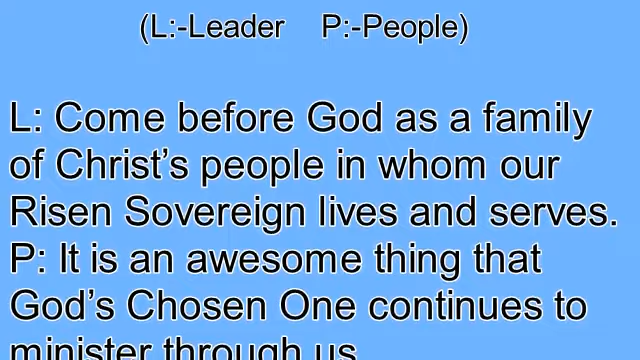 (L:-Leader P:-People)
L: Come before God as a family
of Christ’s people in whom our
Risen Sovereign lives and serves.
P: It is an awesome thing that
God’s Chosen One continues to
minister through us